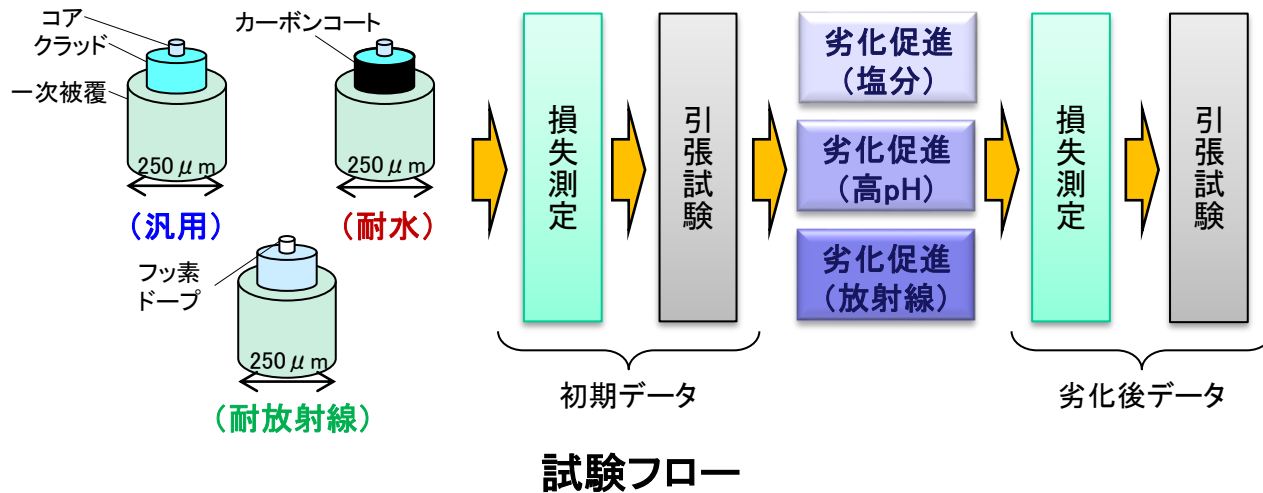 コア
クラッド
一次被覆
250μm
(汎用)
カーボンコート
250μm
(耐水)
フッ素
ドープ
250μm
(耐放射線)
損失測定
引張試験
初期データ
劣化促進
(塩分)
劣化促進
(高pH)
劣化促進
(放射線)
損失測定
引張試験
劣化後データ
試験フロー